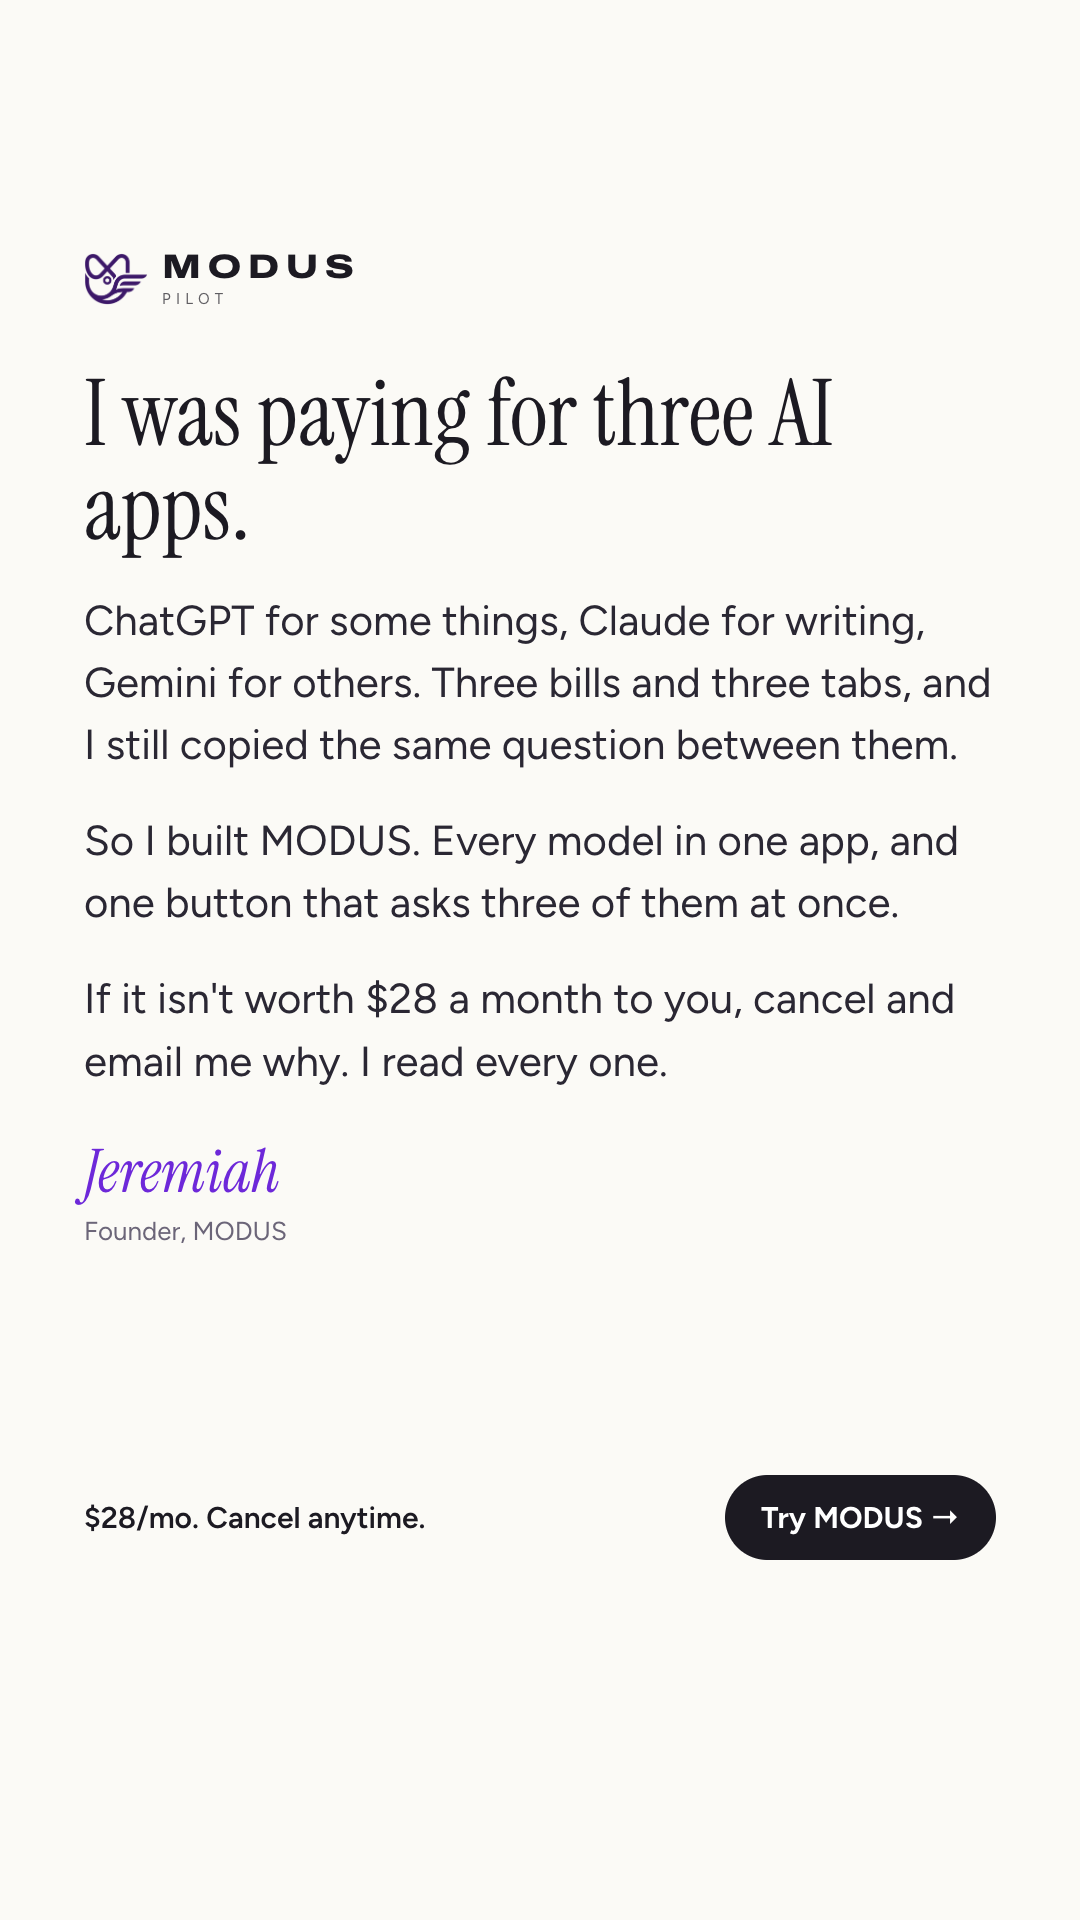 MODUS
PILOT
I was paying for three AI
apps.
ChatGPT for some things, Claude for writing,
Gemini for others. Three bills and three tabs, and
I still copied the same question between them.
So I built MODUS. Every model in one app, and
one button that asks three of them at once.
If it isn't worth $28 a month to you, cancel and
email me why. I read every one.
Jeremiah
Founder, MODUS
$28/mo. Cancel anytime.
Try MODUS →